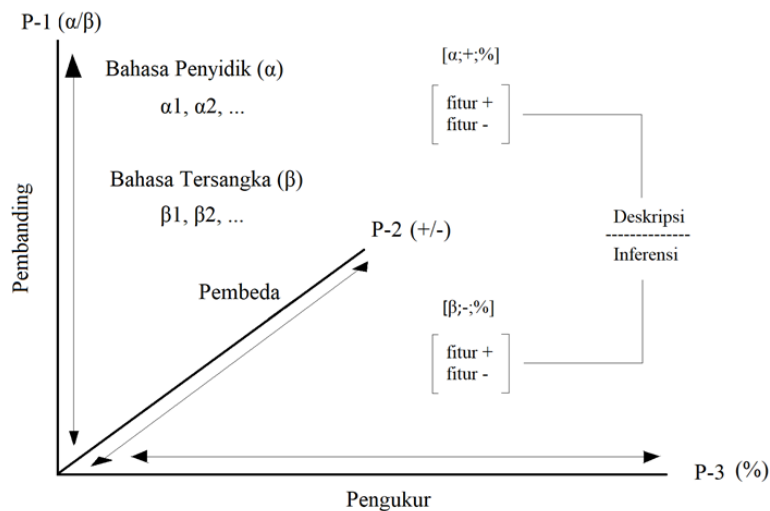 P-1 (α/β)
Bahasa Penyidik (α)
α1, α2, ...
Bahasa Tersangka (β)
β1, β2, ...
Pembanding
P-2 (+/-)
Pembeda
[α;+;%]
fitur +
fitur -
Deskripsi
------------
Inferensi
[β;-;%]
fitur +
fitur -
P-3 (%)
Pengukur